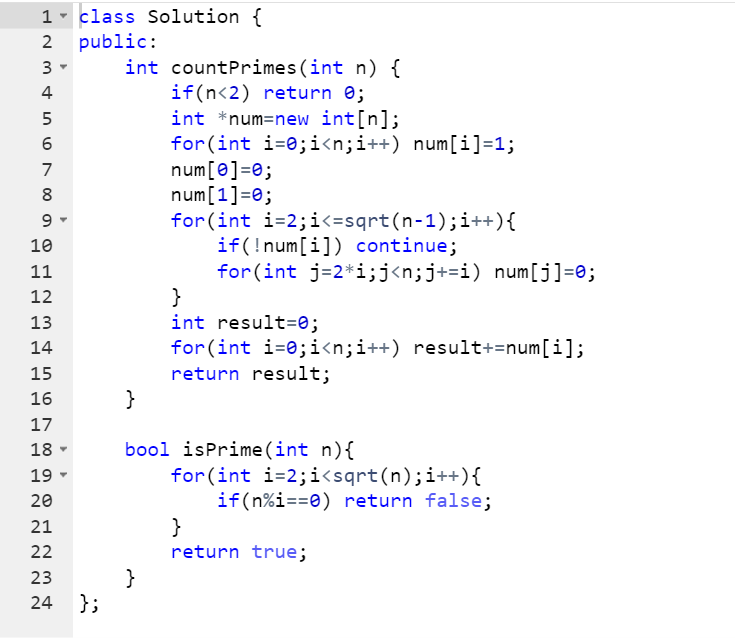 1 class Solution {
2 public:
3     int countPrimes(int n) {
4         if(n<2) return 0;
5         int *num=new int[n];
6         for(int i=0;i<n;i++) num[i]=1;
7         num[0]=0;
8         num[1]=0;
9         for(int i=2;i<=sqrt(n-1);i++){
10             if(!num[i]) continue;
11             for(int j=2*i;j<n;j+=i) num[j]=0;
12         }
13         int result=0;
14         for(int i=0;i<n;i++) result+=num[i];
15         return result;
16     }
17
18     bool isPrime(int n){
19         for(int i=2;i<sqrt(n);i++){
20             if(n%i==0) return false;
21         }
22         return true;
23     }
24 };